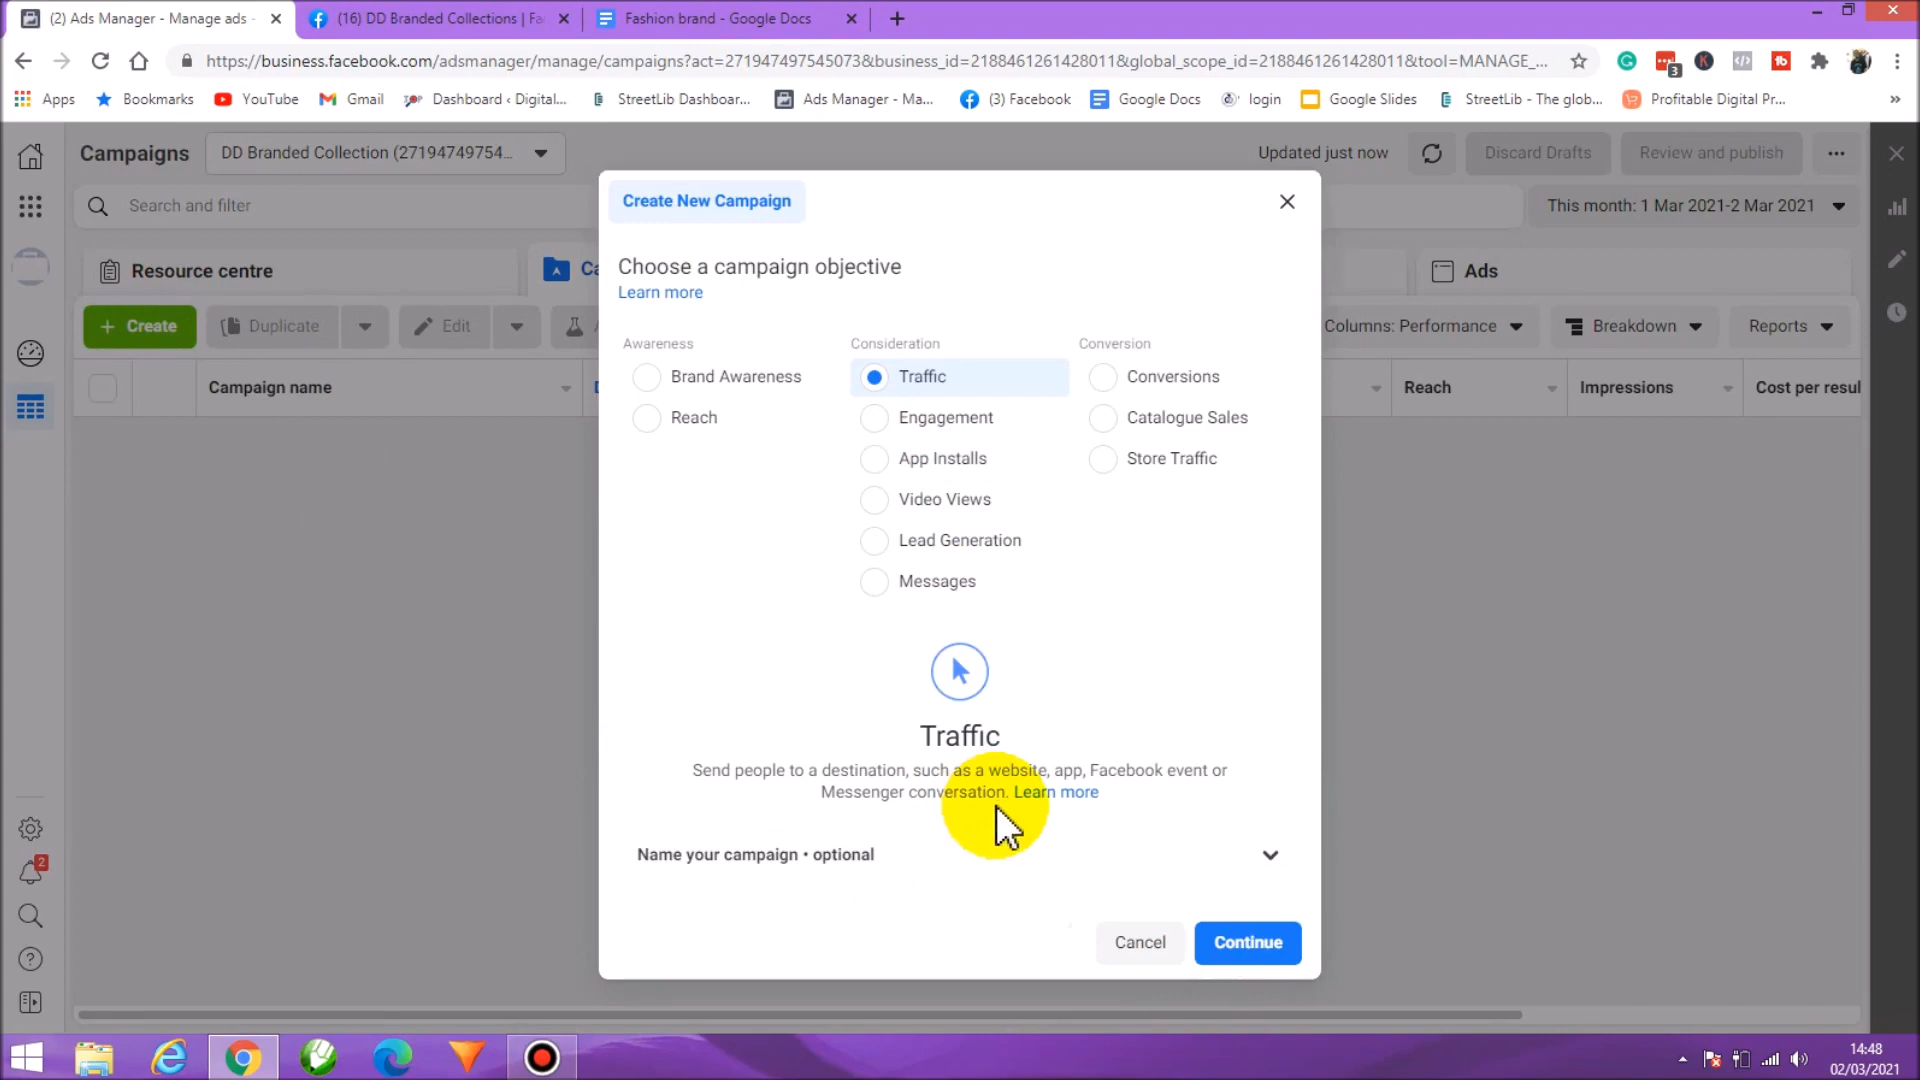 (2) Ads Manager - Manage ads -
(16) DD Branded Collections | Fa
Fashion brand - Google Docs
https://business.facebook.com/adsmanager/manage/campaigns?act=271947497545073&business_id=2188461261428011&global_scope_id=2188461261428011&tool=MANAGE_...
3
Apps
Bookmarks
YouTube
Gmail
Dashboard ‹ Digital...
StreetLib Dashboar...
Ads Manager - Ma...
(3) Facebook
Google Docs
login
Google Slides
StreetLib - The glob...
Profitable Digital Pr...
»
Campaigns
DD Branded Collection (27194749754...
Updated just now
Discard Drafts
Review and publish
Search and filter
This month: 1 Mar 2021-2 Mar 2021
Resource centre
Ca
Ads
+ Create
Duplicate
Edit
Columns: Performance
Breakdown
Reports
Campaign name
Reach
Impressions
Cost per resul
Create New Campaign
Choose a campaign objective
Learn more
Awareness
Consideration
Conversion
Brand Awareness
Traffic
Conversions
Reach
Engagement
Catalogue Sales
App Installs
Store Traffic
Video Views
Lead Generation
Messages
Traffic
Send people to a destination, such as a website, app, Facebook event or
Messenger conversation. Learn more
Name your campaign • optional
Cancel
Continue
2
14:48
02/03/2021